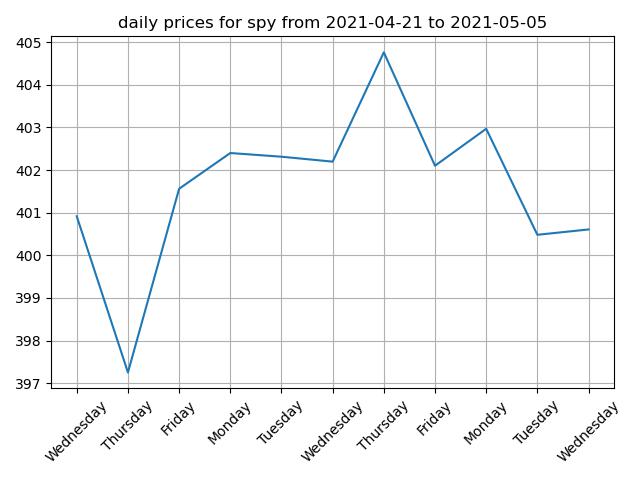 daily prices for spy from 2021-04-21 to 2021-05-05
405
404
403
402
401
400
399
398
397
Wednesday
Thursday
Friday
Monday
Tuesday
Wednesday
Thursday
Friday
Monday
Tuesday
Wednesday